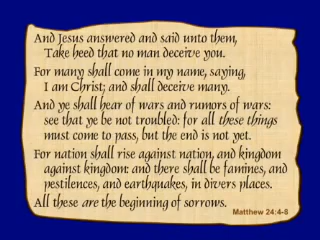 And Jesus answered and said unto them,
Take heed that no man deceive you.
For many shall come in my name, saying,
I am Christ; and shall deceive many.
And ye shall hear of wars and rumors of wars:
see that ye be not troubled: for all these things
must come to pass, but the end is not yet.
For nation shall rise against nation, and kingdom
against kingdom: and there shall be famines, and
pestilences, and earthquakes, in divers places.
All these are the beginning of sorrows.
Matthew 24:4-8